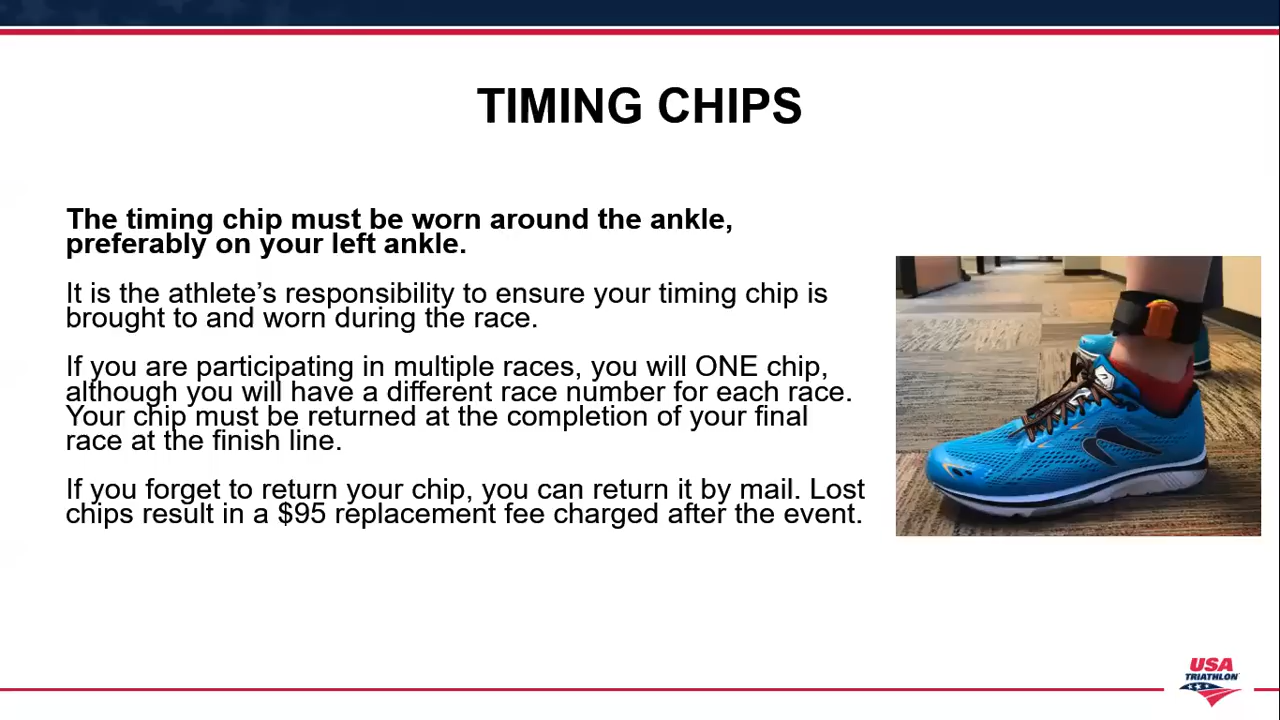 TIMING CHIPS
The timing chip must be worn around the ankle,
preferably on your left ankle.
It is the athlete’s responsibility to ensure your timing chip is
brought to and worn during the race.
If you are participating in multiple races, you will ONE chip,
although you will have a different race number for each race.
Your chip must be returned at the completion of your final
race at the finish line.
If you forget to return your chip, you can return it by mail. Lost
chips result in a $95 replacement fee charged after the event.
USA
TRIATHLON